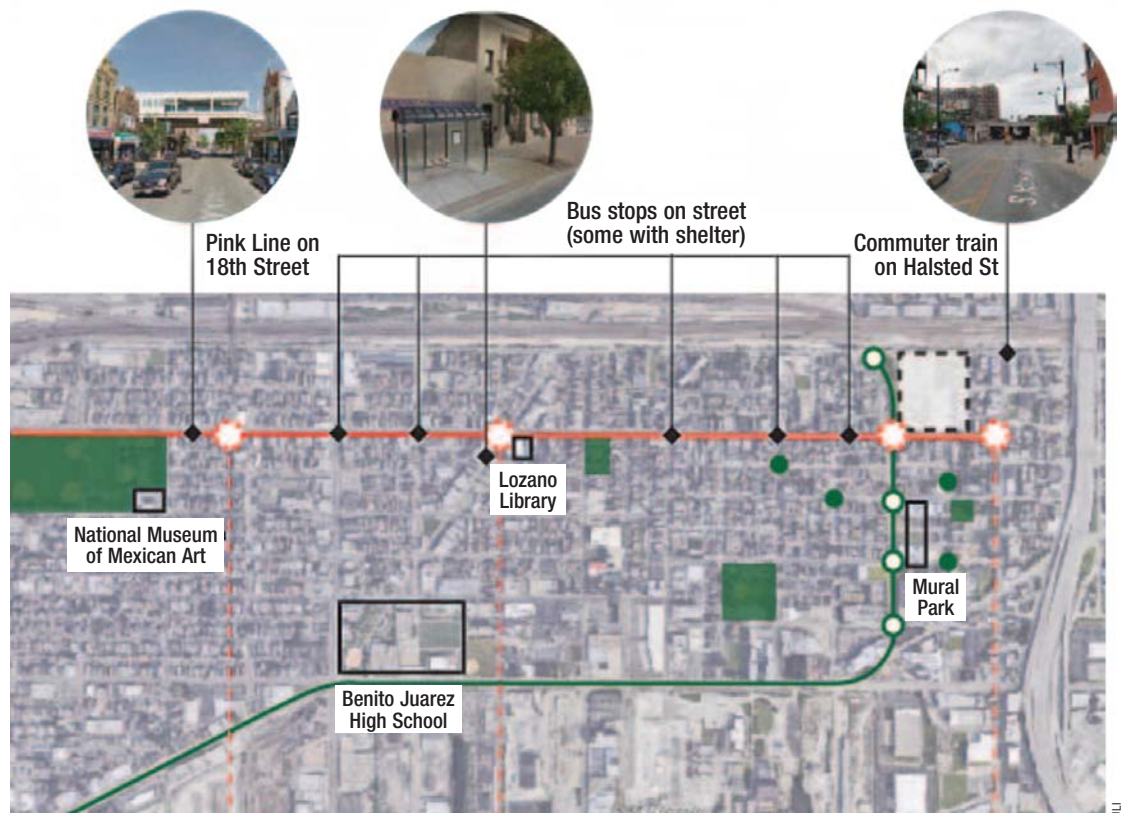 Pink Line on
18th Street
Bus stops on street
(some with shelter)
Commuter train
on Halsted St
National Museum
of Mexican Art
Lozano
Library
Mural
Park
Benito Juarez
High School
ULI